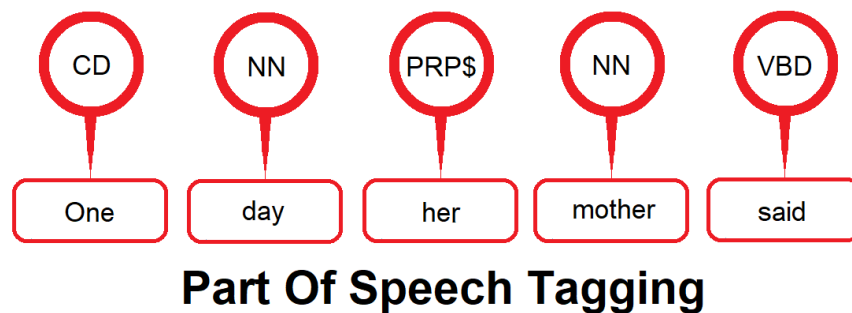 CD NN PRP$ NN VBD
One day her mother said
Part Of Speech Tagging